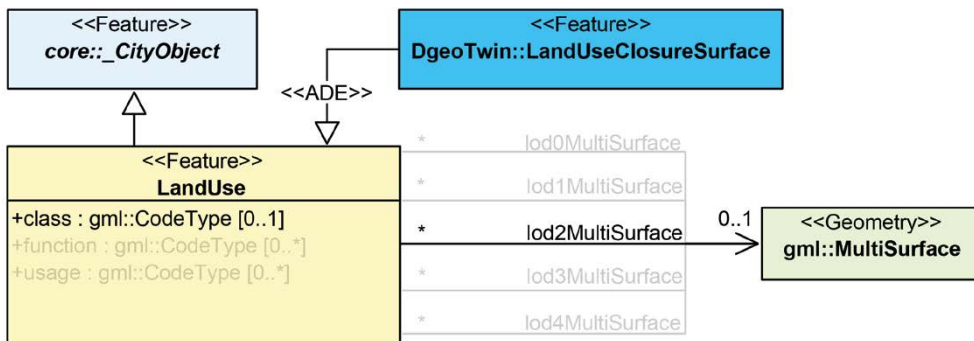 <<Feature>>
core::_CityObject
<<Feature>>
DgeoTwin::LandUseClosureSurface
<<ADE>>
<<Feature>>
LandUse
+class : gml::CodeType [0..1]
+function : gml::CodeType [0..*]
+usage : gml::CodeType [0..*]
* lod0MultiSurface
* lod1MultiSurface
* lod2MultiSurface 0..1
* lod3MultiSurface
* lod4MultiSurface
<<Geometry>>
gml::MultiSurface